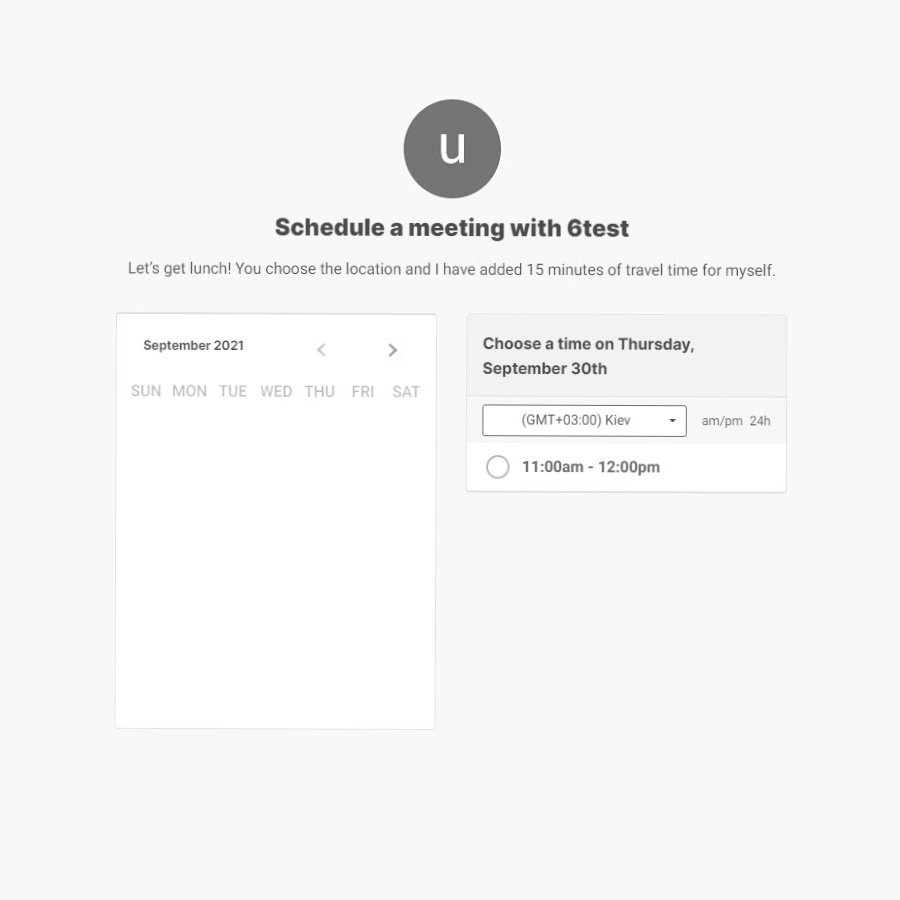 u
Schedule a meeting with 6test
Let's get lunch! You choose the location and I have added 15 minutes of travel time for myself.
September 2021
SUN MON TUE WED THU FRI SAT
Choose a time on Thursday,
September 30th
(GMT+03:00) Kiev am/pm 24h
11:00am - 12:00pm